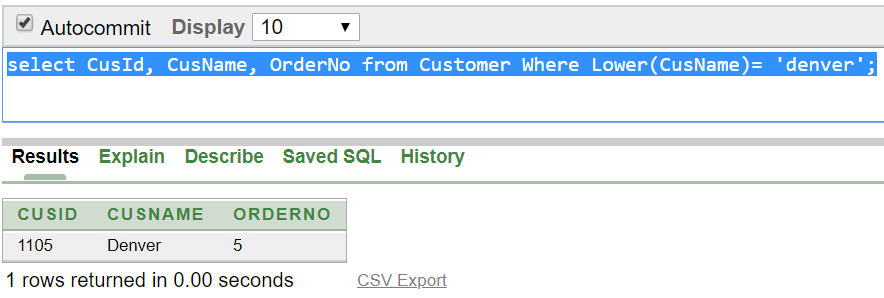 Autocommit Display 10
select CusId, CusName, OrderNo from Customer Where Lower(CusName)= 'denver';
Results Explain Describe Saved SQL History
CUSID CUSNAME ORDERNO
1105 Denver 5
1 rows returned in 0.00 seconds CSV Export